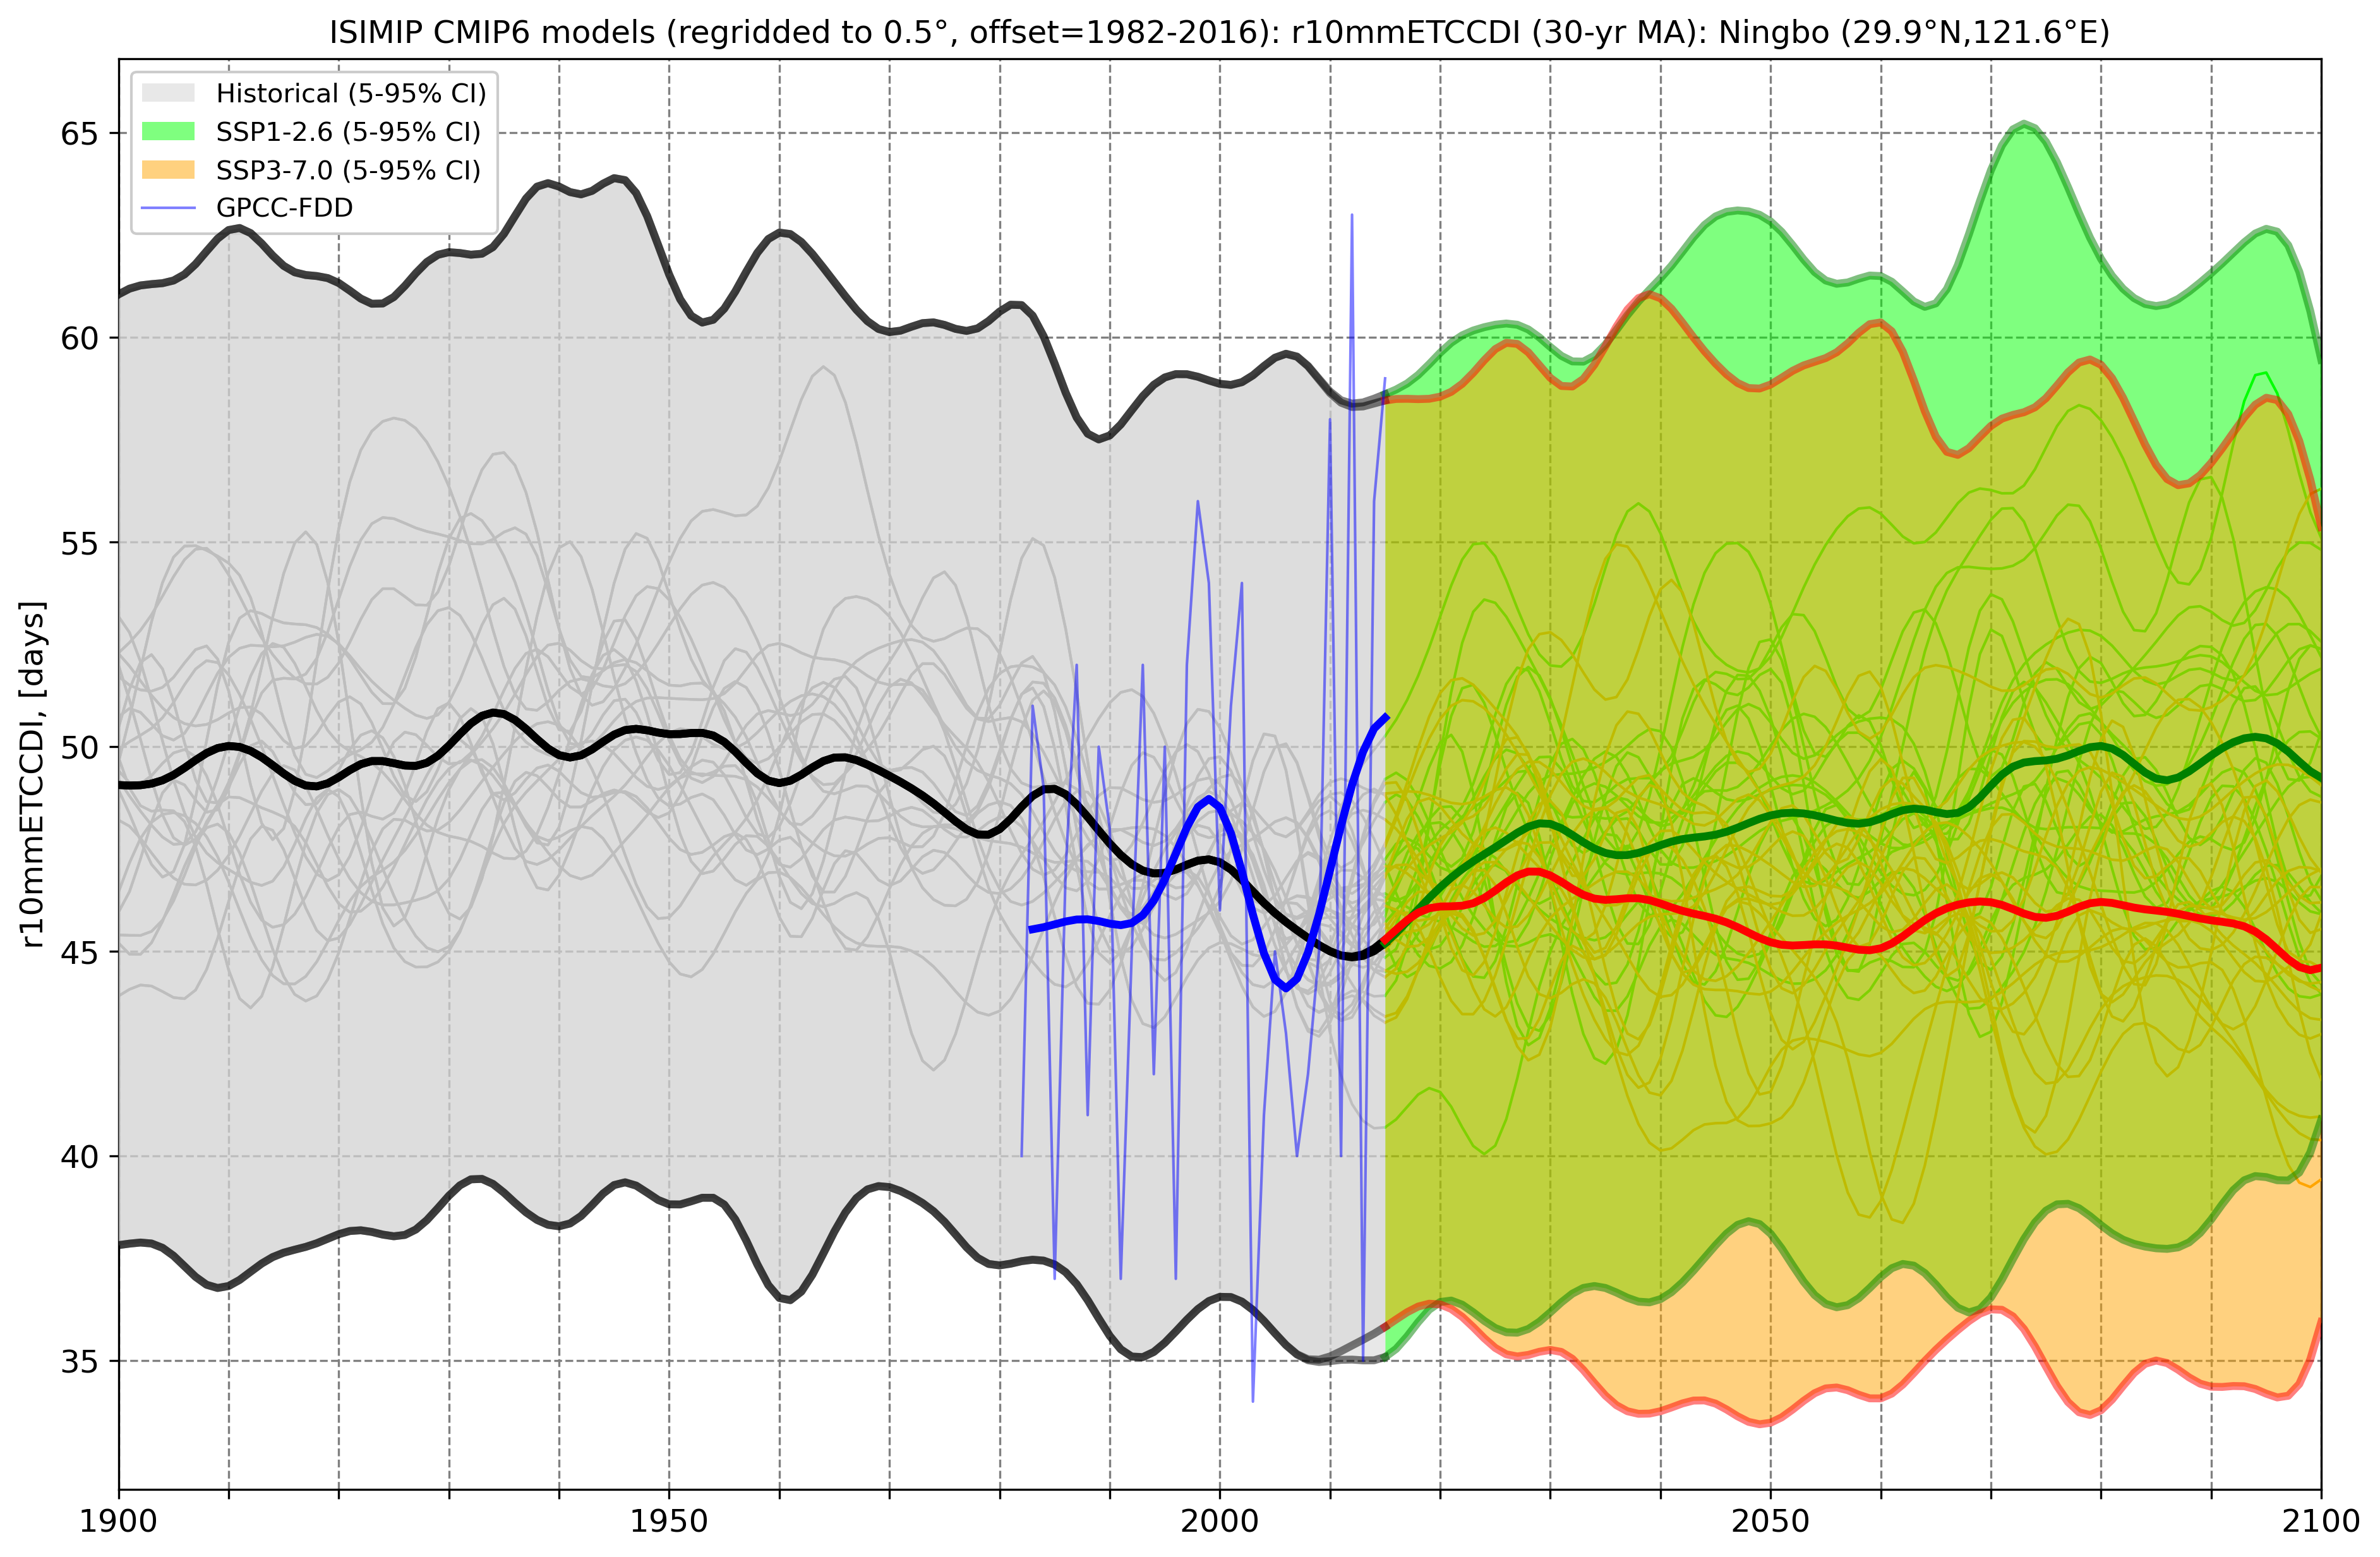 ISIMIP CMIP6 models (regridded to 0.5°, offset=1982-2016): r10mmETCCDI (30-yr MA): Ningbo (29.9°N,121.6°E)
Historical (5-95% CI)
SSP1-2.6 (5-95% CI)
SSP3-7.0 (5-95% CI)
GPCC-FDD
r10mmETCCDI, [days]
65
60
55
50
45
40
35
1900
1950
2000
2050
2100